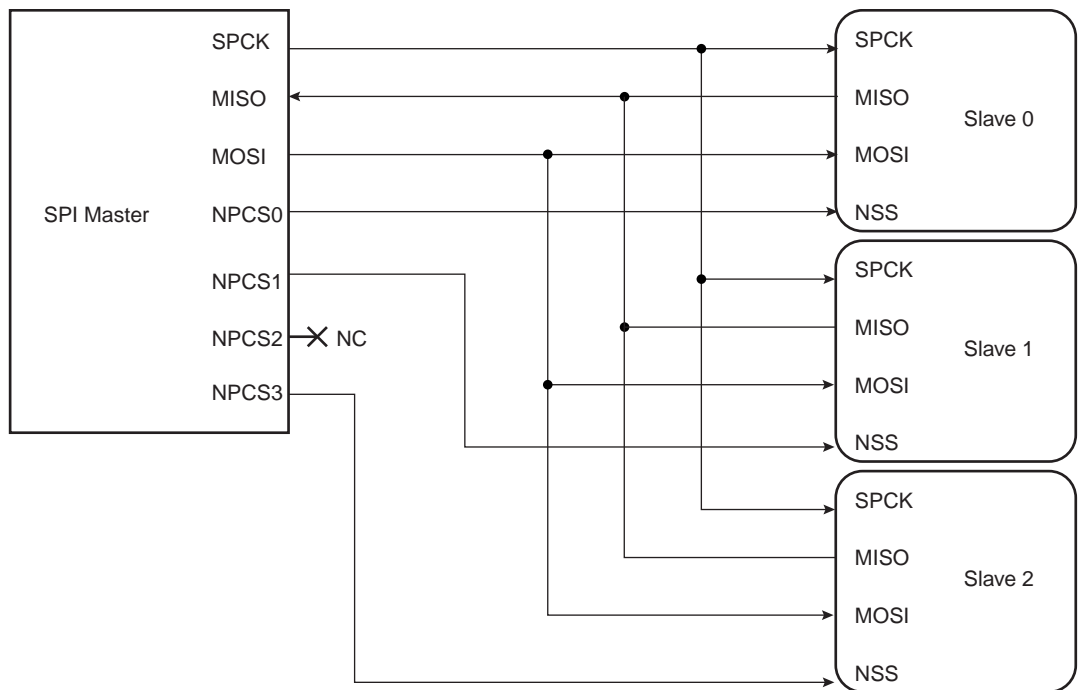 SPI Master
SPCK
MISO
MOSI
NPCS0
NPCS1
NPCS2
NC
NPCS3
SPCK
MISO
Slave 0
MOSI
NSS
SPCK
MISO
Slave 1
MOSI
NSS
SPCK
MISO
Slave 2
MOSI
NSS